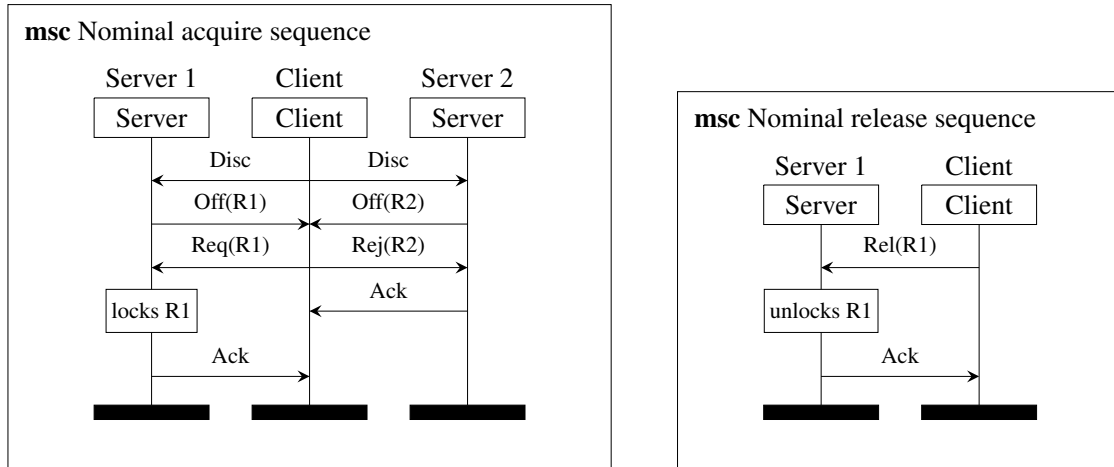 msc Nominal acquire sequence
Server 1 Client Server 2
Server Client Server
Disc Disc
Off(R1) Off(R2)
Req(R1) Rej(R2)
locks R1 Ack
Ack
msc Nominal release sequence
Server 1 Client
Server Client
Rel(R1)
unlocks R1
Ack